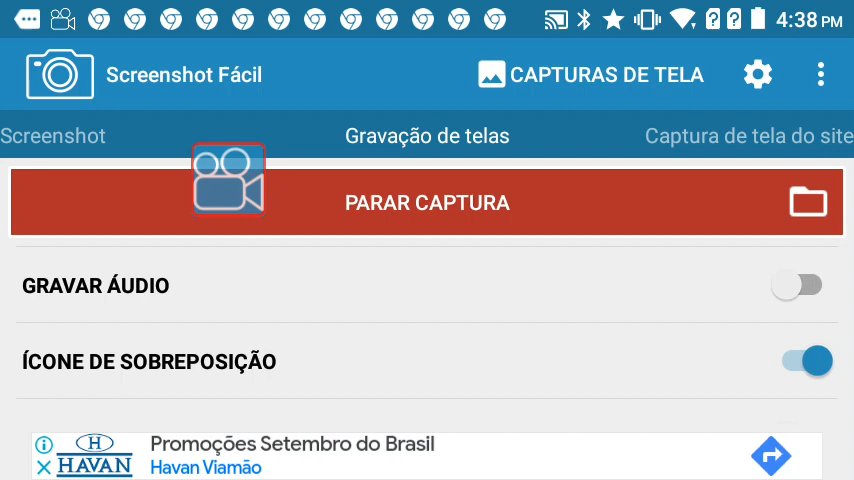 4:38 PM
Screenshot Fácil
CAPTURAS DE TELA
Screenshot
Gravação de telas
Captura de tela do site
PARAR CAPTURA
GRAVAR ÁUDIO
ÍCONE DE SOBREPOSIÇÃO
H
HAVAN
Promoções Setembro do Brasil
Havan Viamão